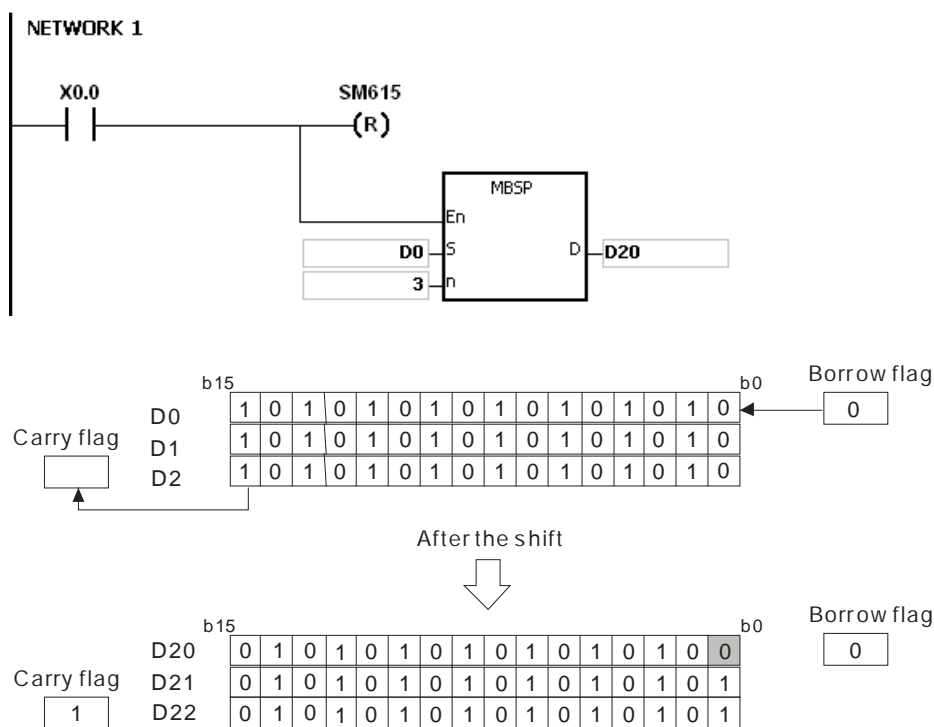 NETWORK 1
X0.0 SM615
(R)
MBSP
En
D0 S D D20
3 n
b15 b0 Borrow flag
D0 1 0 1 0 1 0 1 0 1 0 1 0 1 0 1 0 0
Carry flag D1 1 0 1 0 1 0 1 0 1 0 1 0 1 0 1 0
D2 1 0 1 0 1 0 1 0 1 0 1 0 1 0 1 0
After the shift
b15 b0 Borrow flag
D20 0 1 0 1 0 1 0 1 0 1 0 1 0 1 0 0 0
Carry flag D21 0 1 0 1 0 1 0 1 0 1 0 1 0 1 0 1
1 D22 0 1 0 1 0 1 0 1 0 1 0 1 0 1 0 1